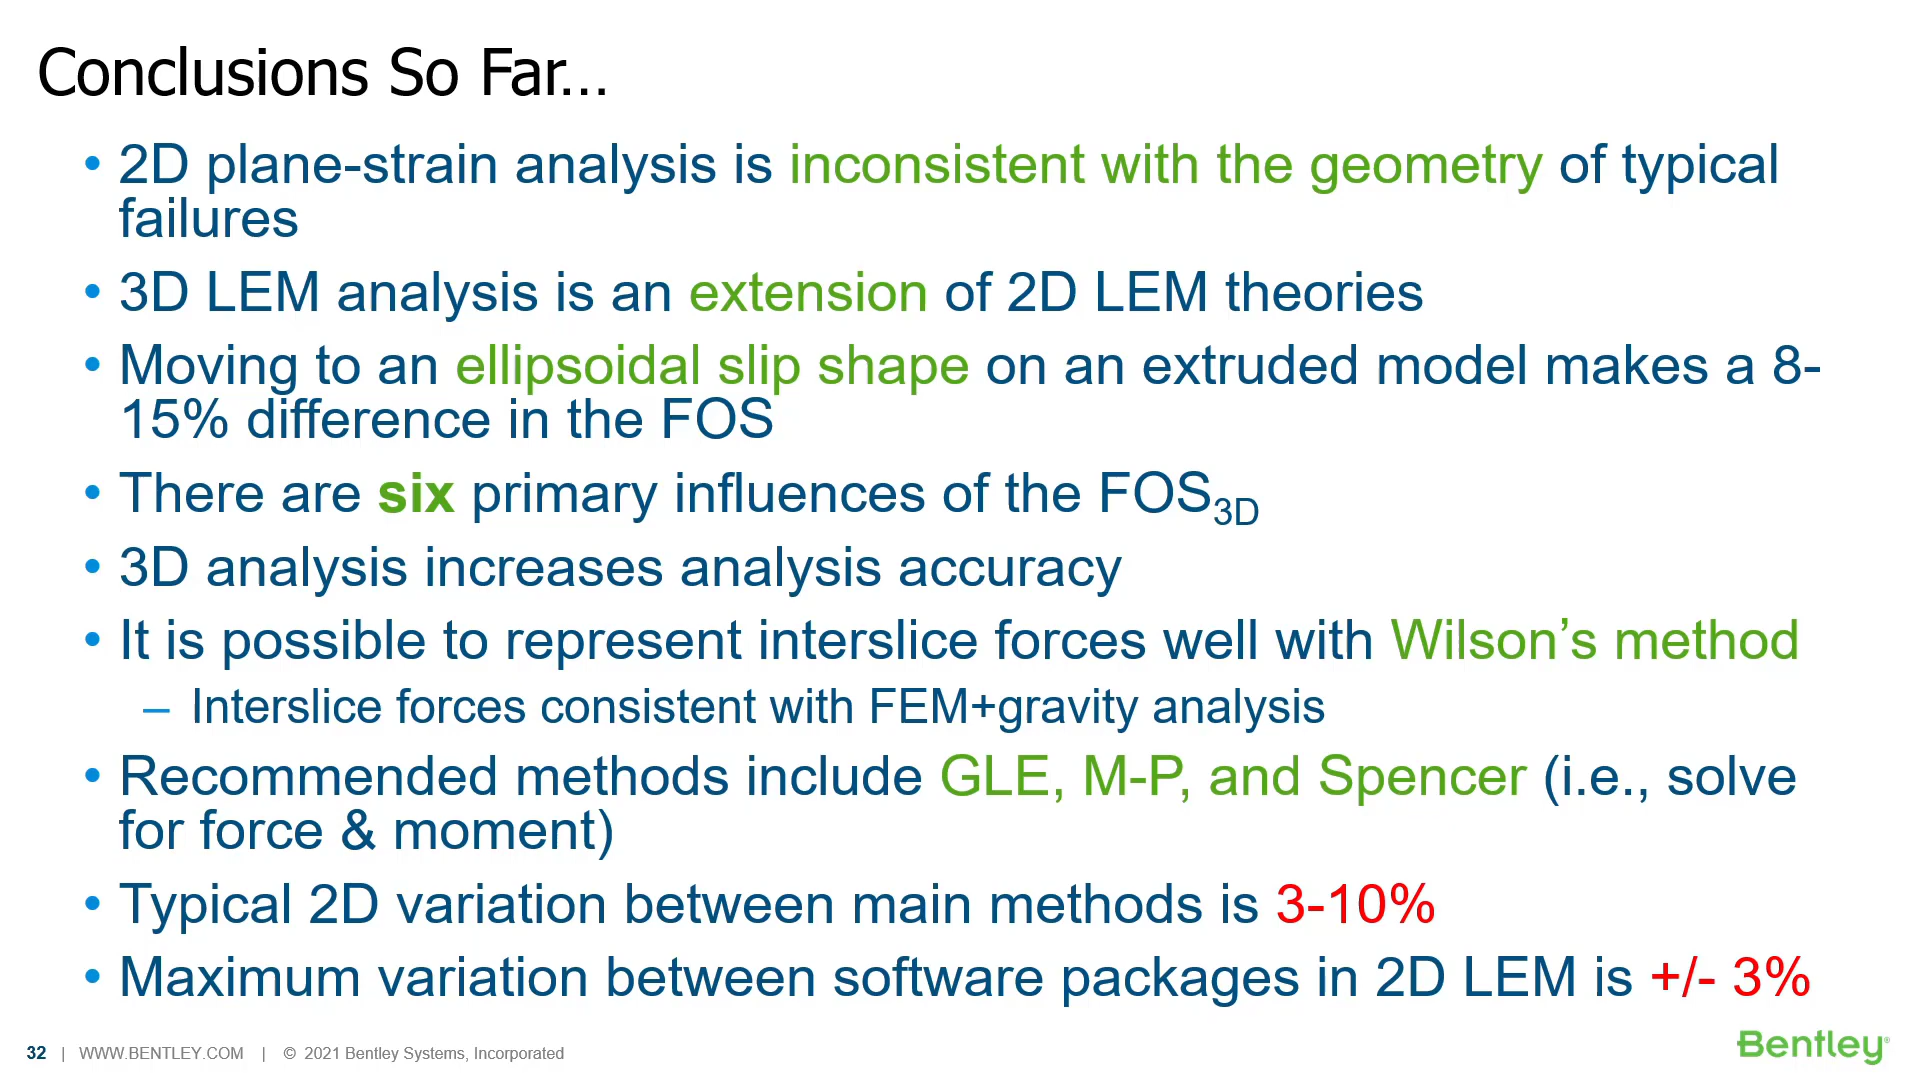 Conclusions So Far...
• 2D plane-strain analysis is inconsistent with the geometry of typical
failures
• 3D LEM analysis is an extension of 2D LEM theories
• Moving to an ellipsoidal slip shape on an extruded model makes a 8-
15% difference in the FOS
• There are six primary influences of the FOS3D
• 3D analysis increases analysis accuracy
• It is possible to represent interslice forces well with Wilson’s method
– Interslice forces consistent with FEM+gravity analysis
• Recommended methods include GLE, M-P, and Spencer (i.e., solve
for force & moment)
• Typical 2D variation between main methods is 3-10%
• Maximum variation between software packages in 2D LEM is +/- 3%
32 | WWW.BENTLEY.COM | © 2021 Bentley Systems, Incorporated
Bentley®